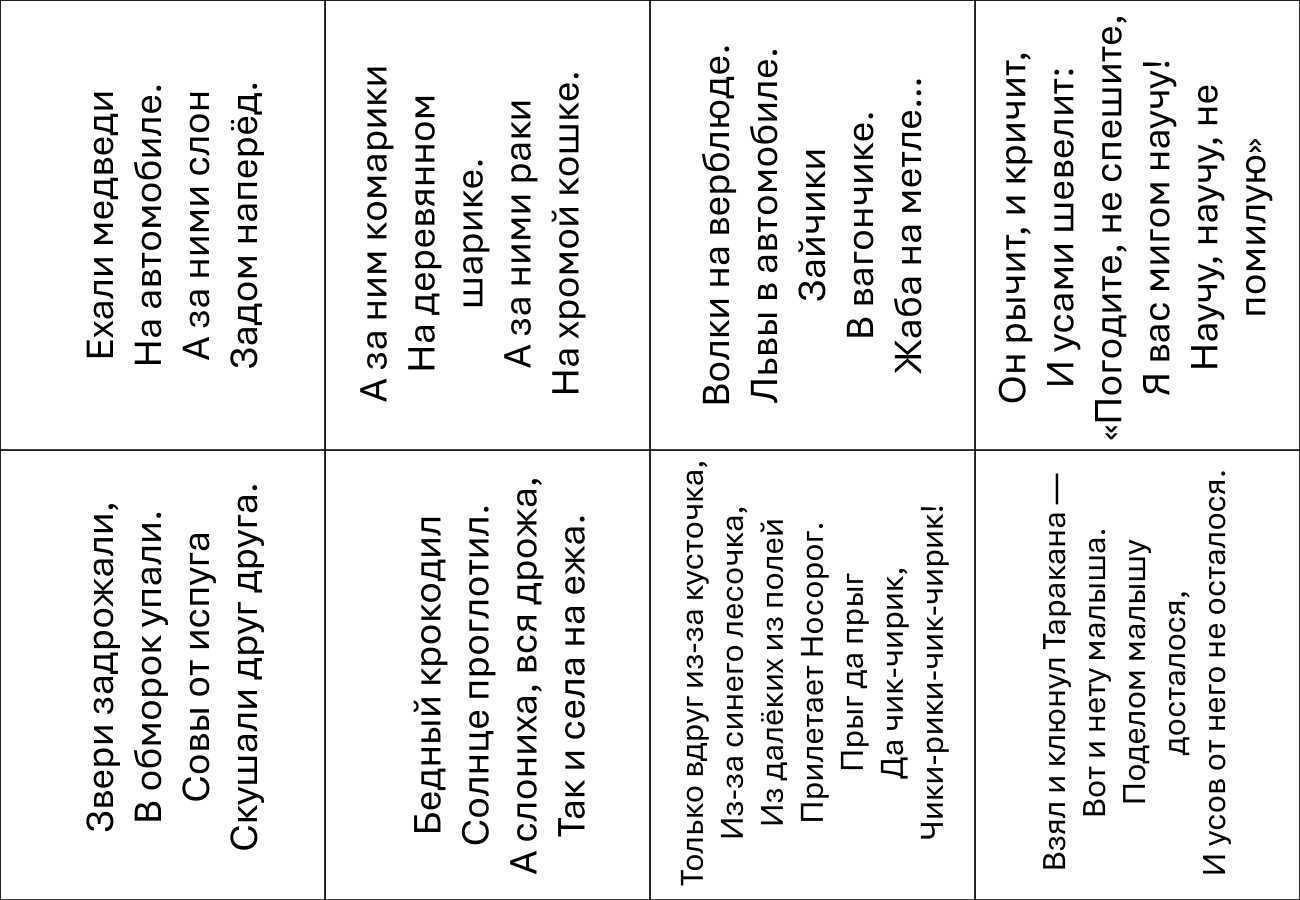 Ехали медведи
На автомобиле.
А за ними слон
Задом наперёд.
А за ним комарики
На деревянном
шарике.
А за ними раки
На хромой кошке.
Волки на верблюде.
Львы в автомобиле.
Зайчики
В вагончике.
Жаба на метле...
Он рычит, и кричит,
И усами шевелит:
«Погодите, не спешите,
Я вас мигом научу!
Научу, научу, не
помилую»
Звери задрожали,
В обморок упали.
Совы от испуга
Скушали друг друга.
Бедный крокодил
Солнце проглотил.
А слониха, вся дрожа,
Так и села на ежа.
Только вдруг из-за кусточка,
Из-за синего лесочка,
Из далёких из полей
Прилетает Носорог.
Прыг да прыг
Да чик-чирик,
Чики-рики-чик-чирик!
Взял и клюнул Таракана —
Вот и нету малыша.
Поделом малышу
досталося,
И усов от него не осталося.